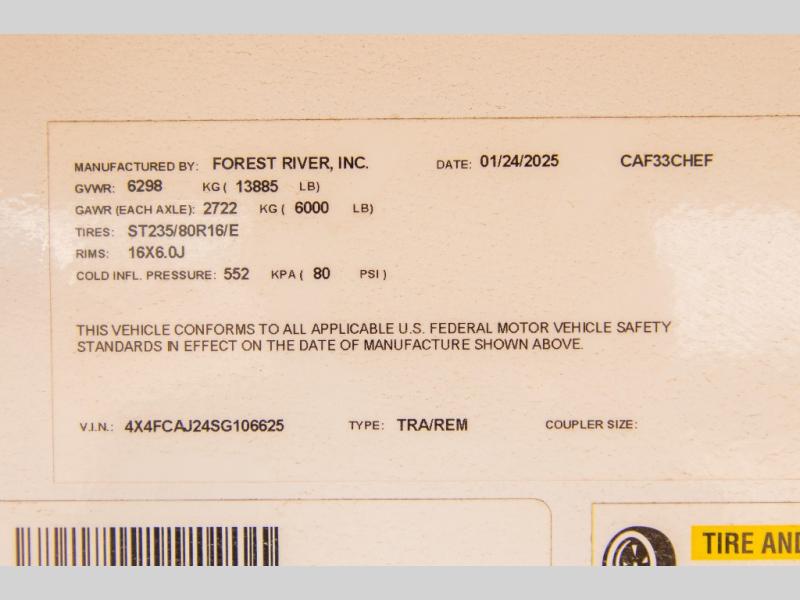 MANUFACTURED BY: FOREST RIVER, INC. DATE: 01/24/2025 CAF33CHEF
GVWR: 6298 KG ( 13885 LB)
GAWR (EACH AXLE): 2722 KG ( 6000 LB)
TIRES: ST235/80R16/E
RIMS: 16X6.0J
COLD INFL. PRESSURE: 552 KPA ( 80 PSI )
THIS VEHICLE CONFORMS TO ALL APPLICABLE U.S. FEDERAL MOTOR VEHICLE SAFETY
STANDARDS IN EFFECT ON THE DATE OF MANUFACTURE SHOWN ABOVE.
V.I.N.: 4X4FCAJ24SG106625 TYPE: TRA/REM COUPLER SIZE:
TIRE AND